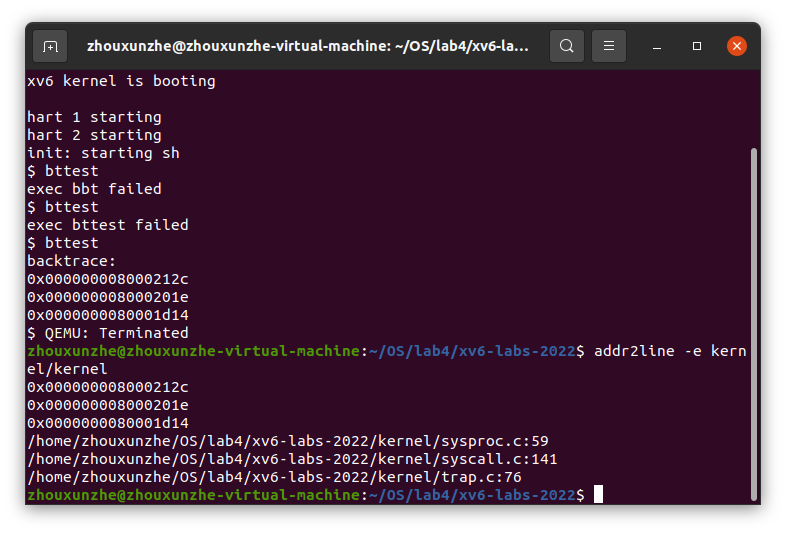 zhouxunzhe@zhouxunzhe-virtual-machine: ~/OS/lab4/xv6-la...
xv6 kernel is booting
hart 1 starting
hart 2 starting
init: starting sh
$ bttest
exec bbt failed
$ bttest
exec bttest failed
$ bttest
backtrace:
0x000000008000212c
0x000000008000201e
0x0000000080001d14
$ QEMU: Terminated
zhouxunzhe@zhouxunzhe-virtual-machine:~/OS/lab4/xv6-labs-2022$ addr2line -e kern
el/kernel
0x000000008000212c
0x000000008000201e
0x0000000080001d14
/home/zhouxunzhe/OS/lab4/xv6-labs-2022/kernel/sysproc.c:59
/home/zhouxunzhe/OS/lab4/xv6-labs-2022/kernel/syscall.c:141
/home/zhouxunzhe/OS/lab4/xv6-labs-2022/kernel/trap.c:76
zhouxunzhe@zhouxunzhe-virtual-machine:~/OS/lab4/xv6-labs-2022$